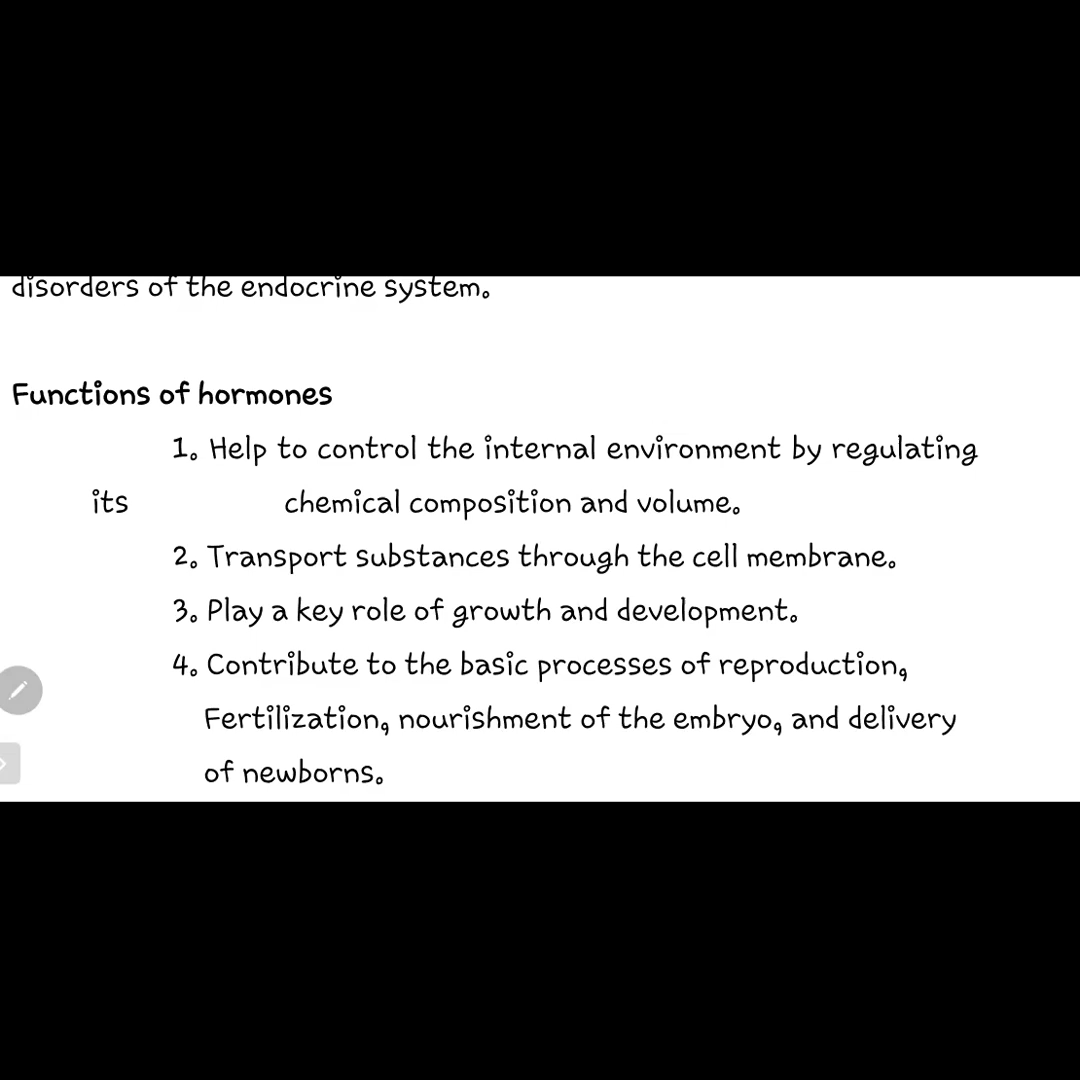 disorders of the endocrine system.
Functions of hormones
1. Help to control the internal environment by regulating
its chemical composition and volume.
2. Transport substances through the cell membrane.
3. Play a key role of growth and development.
4. Contribute to the basic processes of reproduction,
Fertilization, nourishment of the embryo, and delivery
of newborns.